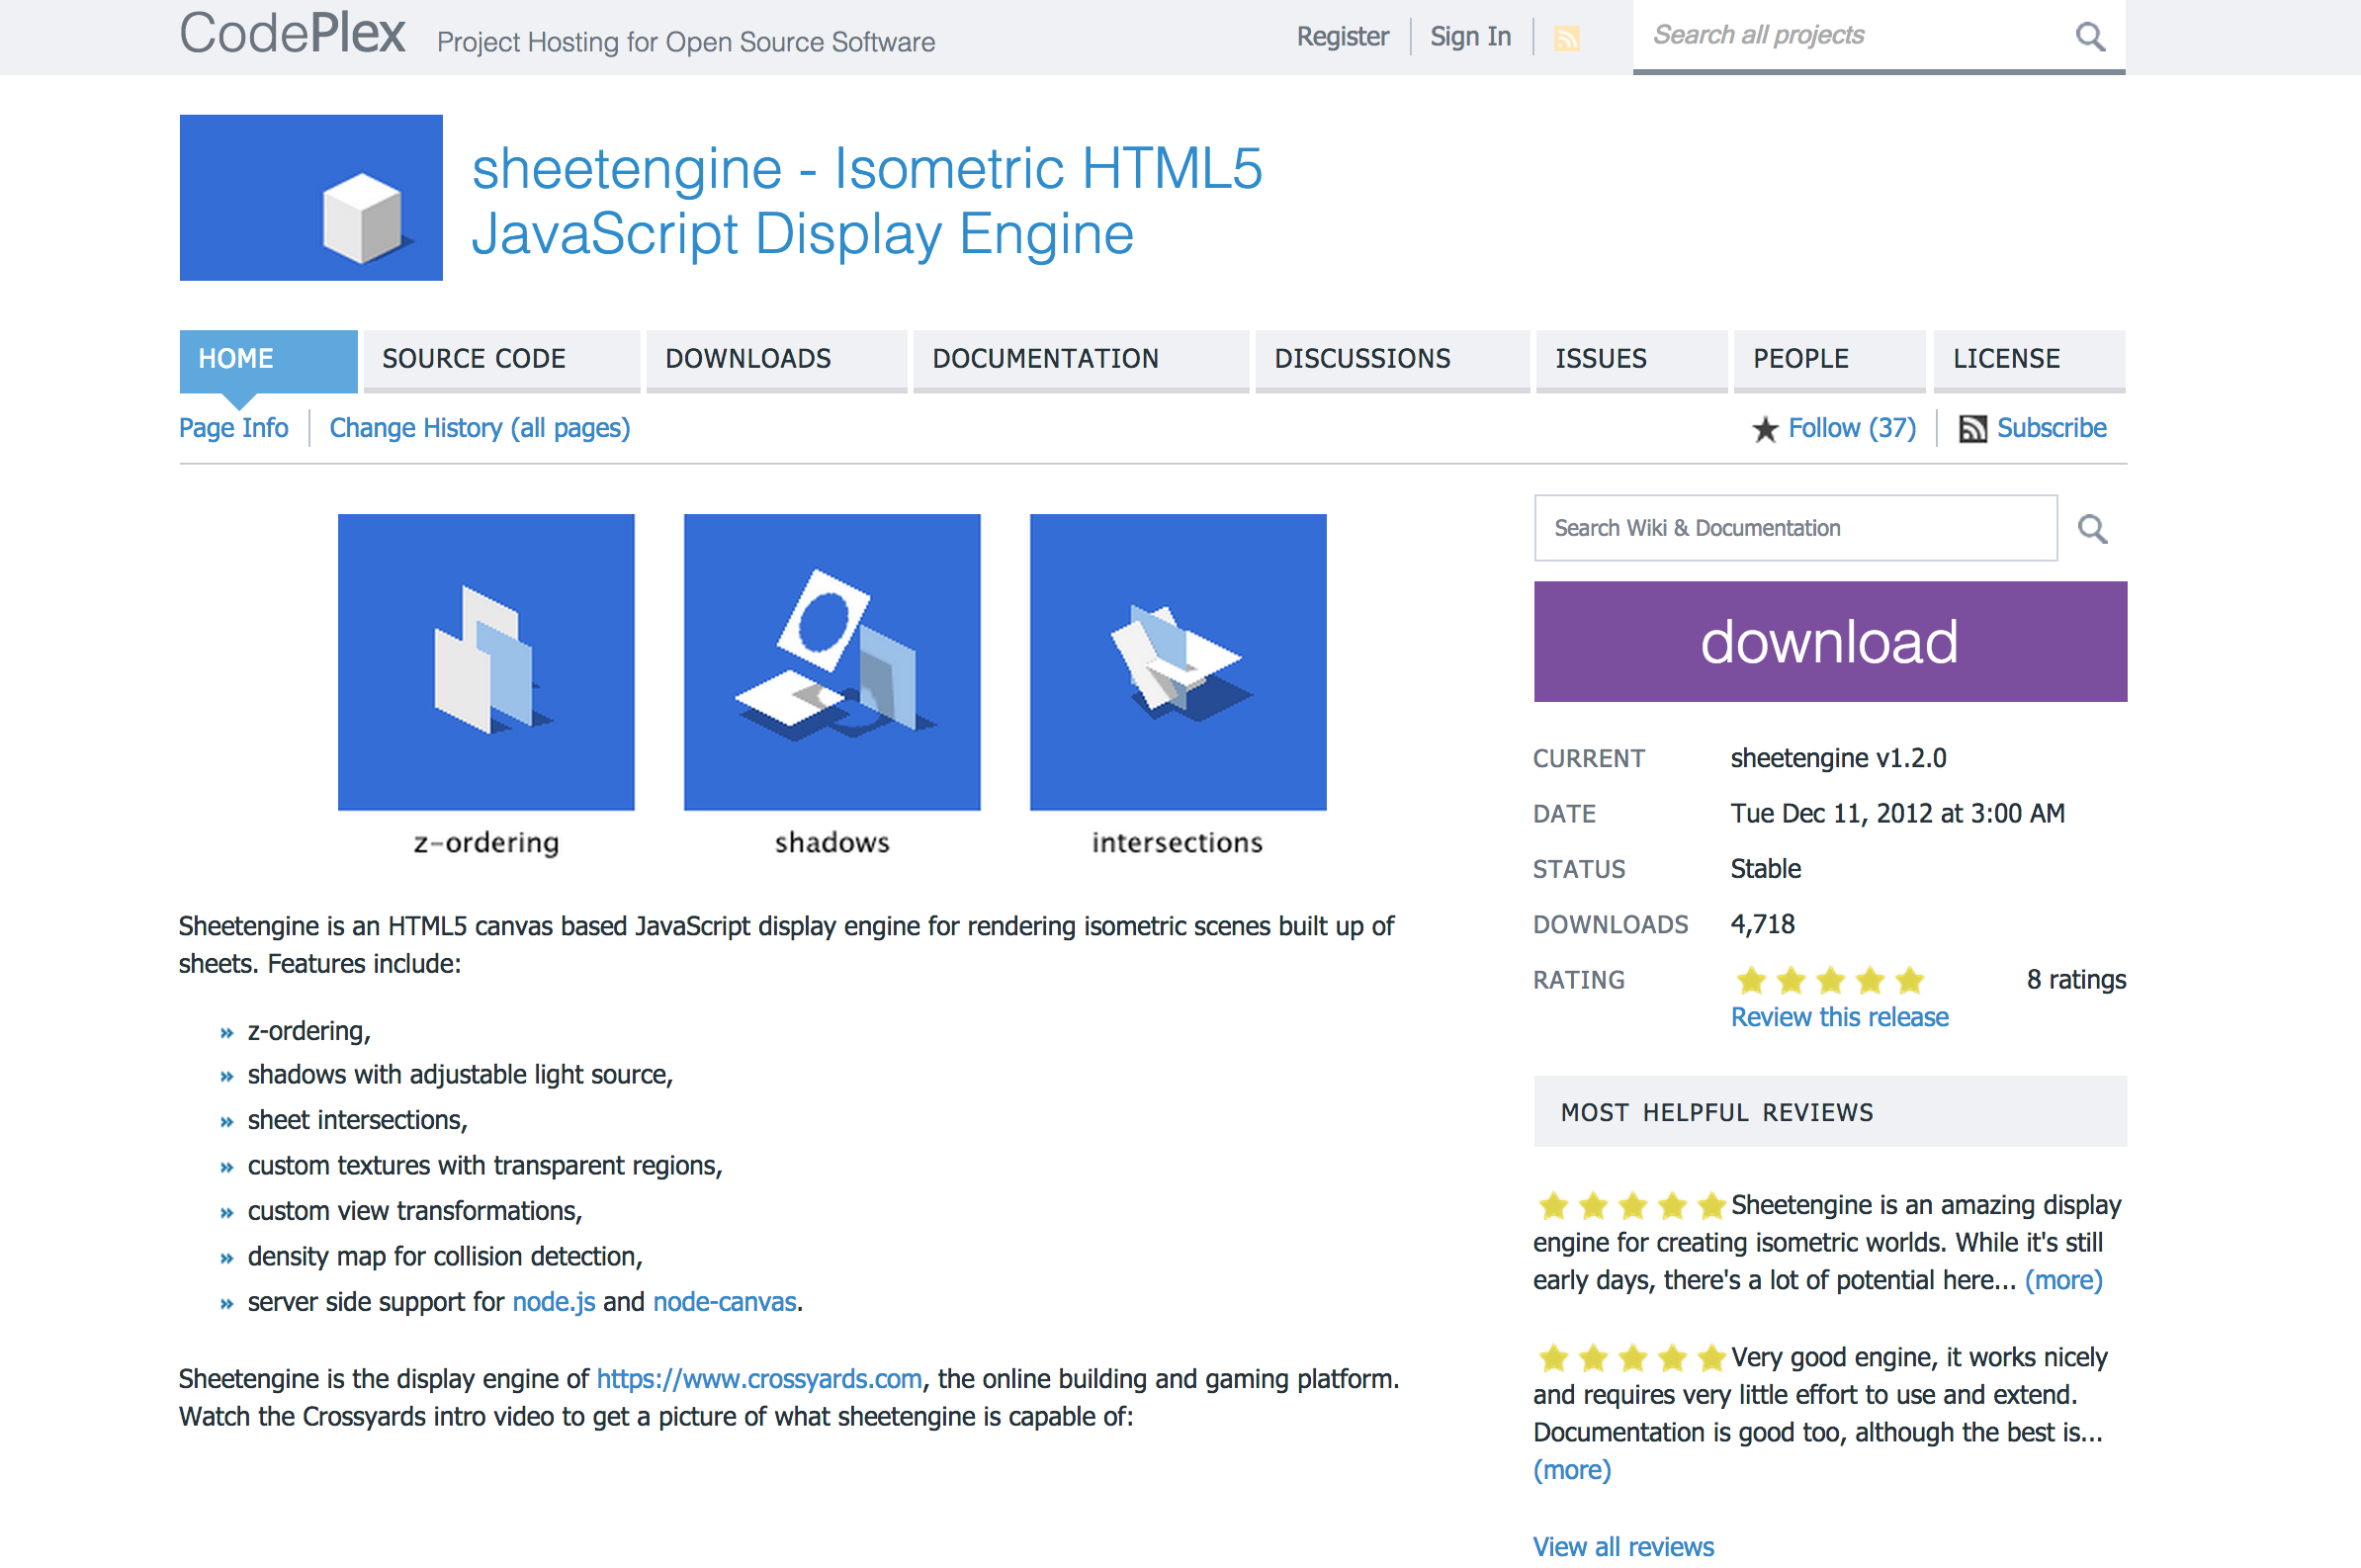 CodePlex Project Hosting for Open Source Software
Register
Sign In
Search all projects
sheetengine - Isometric HTML5
JavaScript Display Engine
HOME
SOURCE CODE
DOWNLOADS
DOCUMENTATION
DISCUSSIONS
ISSUES
PEOPLE
LICENSE
Page Info
Change History (all pages)
Follow (37)
Subscribe
z-ordering
shadows
intersections
Sheetengine is an HTML5 canvas based JavaScript display engine for rendering isometric scenes built up of
sheets. Features include:
» z-ordering,
» shadows with adjustable light source,
» sheet intersections,
» custom textures with transparent regions,
» custom view transformations,
» density map for collision detection,
» server side support for node.js and node-canvas.
Sheetengine is the display engine of https://www.crossyards.com, the online building and gaming platform.
Watch the Crossyards intro video to get a picture of what sheetengine is capable of:
Search Wiki & Documentation
download
CURRENT sheetengine v1.2.0
DATE Tue Dec 11, 2012 at 3:00 AM
STATUS Stable
DOWNLOADS 4,718
RATING 8 ratings
Review this release
MOST HELPFUL REVIEWS
Sheetengine is an amazing display
engine for creating isometric worlds. While it's still
early days, there's a lot of potential here... (more)
Very good engine, it works nicely
and requires very little effort to use and extend.
Documentation is good too, although the best is...
(more)
View all reviews